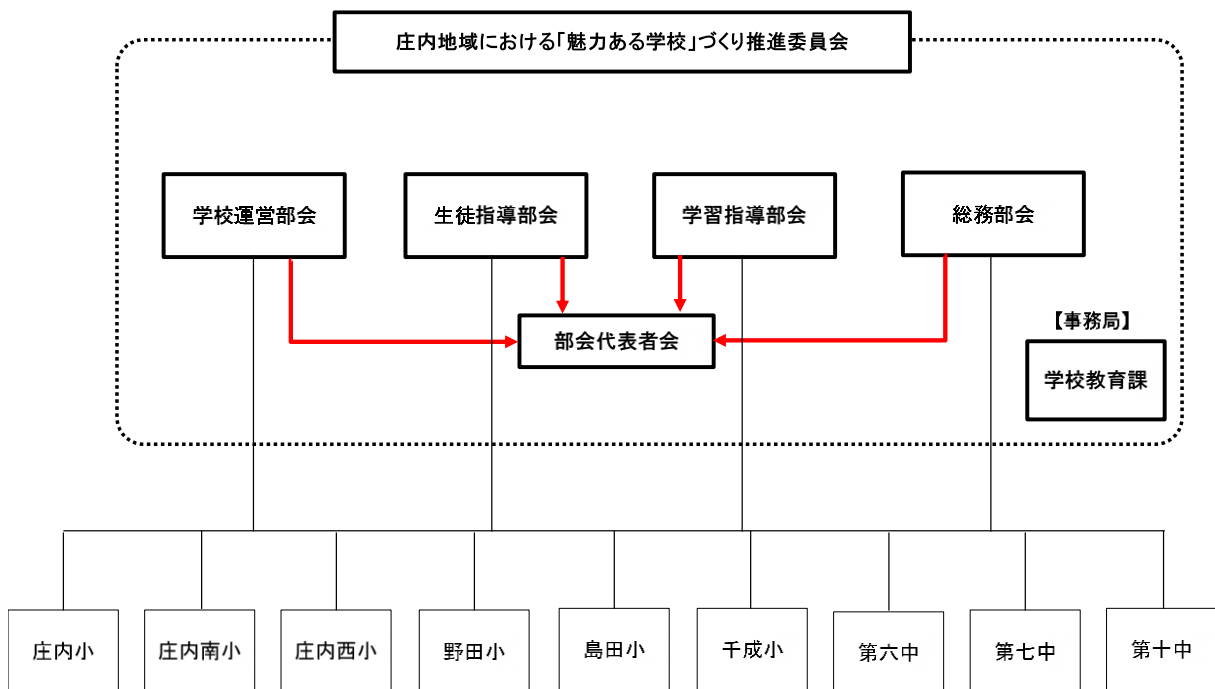 庄内地域における「魅力ある学校」づくり推進委員会
学校運営部会
生徒指導部会
学習指導部会
総務部会
部会代表者会
【事務局】
学校教育課
庄内小
庄内南小
庄内西小
野田小
島田小
千成小
第六中
第七中
第十中